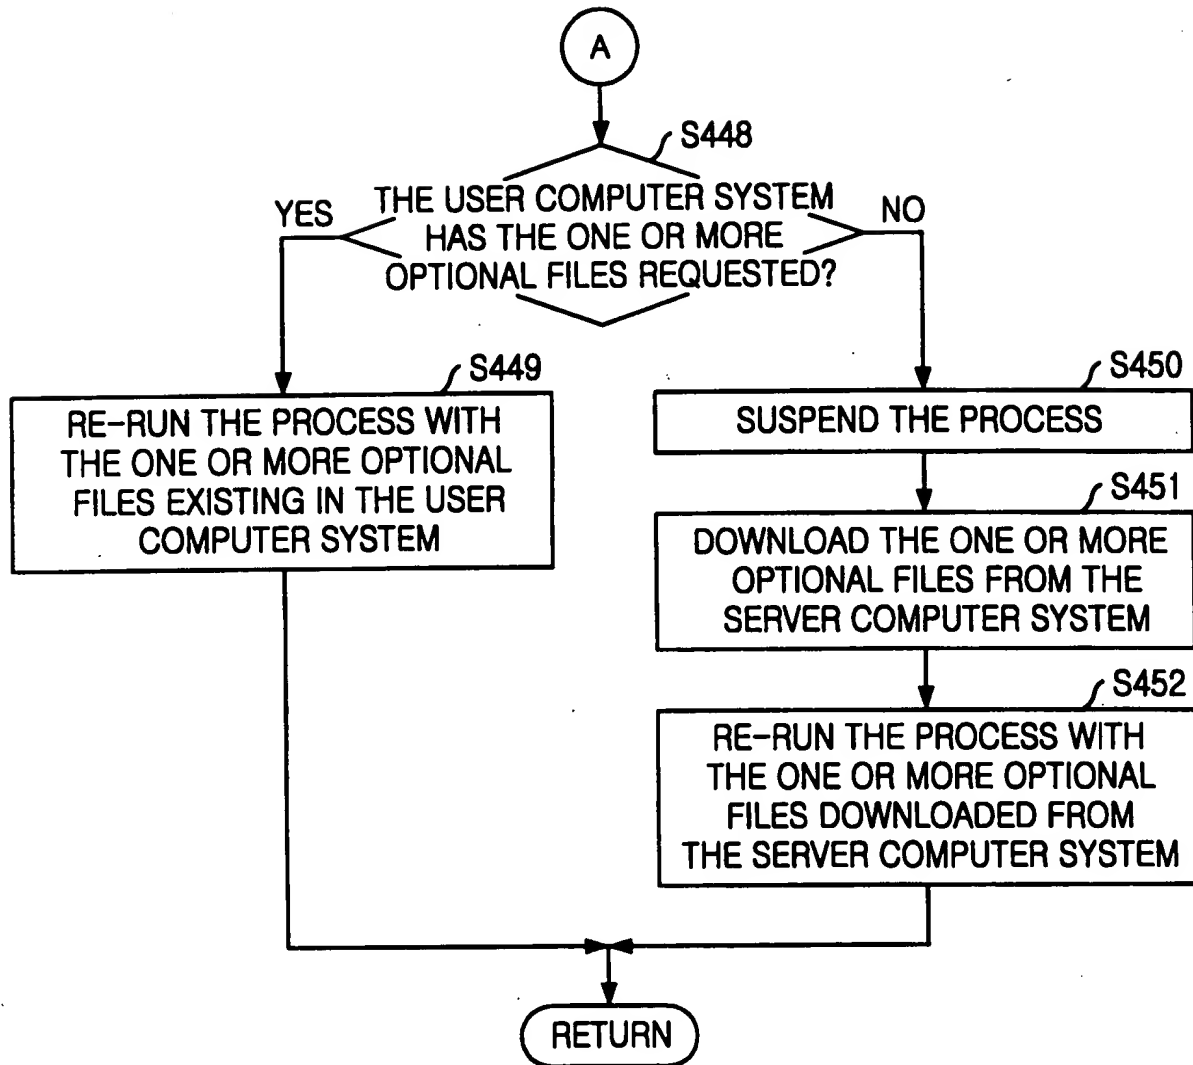 A
S448
THE USER COMPUTER SYSTEM
HAS THE ONE OR MORE
OPTIONAL FILES REQUESTED?
YES
NO
S449
RE-RUN THE PROCESS WITH
THE ONE OR MORE OPTIONAL
FILES EXISTING IN THE USER
COMPUTER SYSTEM
S450
SUSPEND THE PROCESS
S451
DOWNLOAD THE ONE OR MORE
OPTIONAL FILES FROM THE
SERVER COMPUTER SYSTEM
S452
RE-RUN THE PROCESS WITH
THE ONE OR MORE OPTIONAL
FILES DOWNLOADED FROM
THE SERVER COMPUTER SYSTEM
RETURN